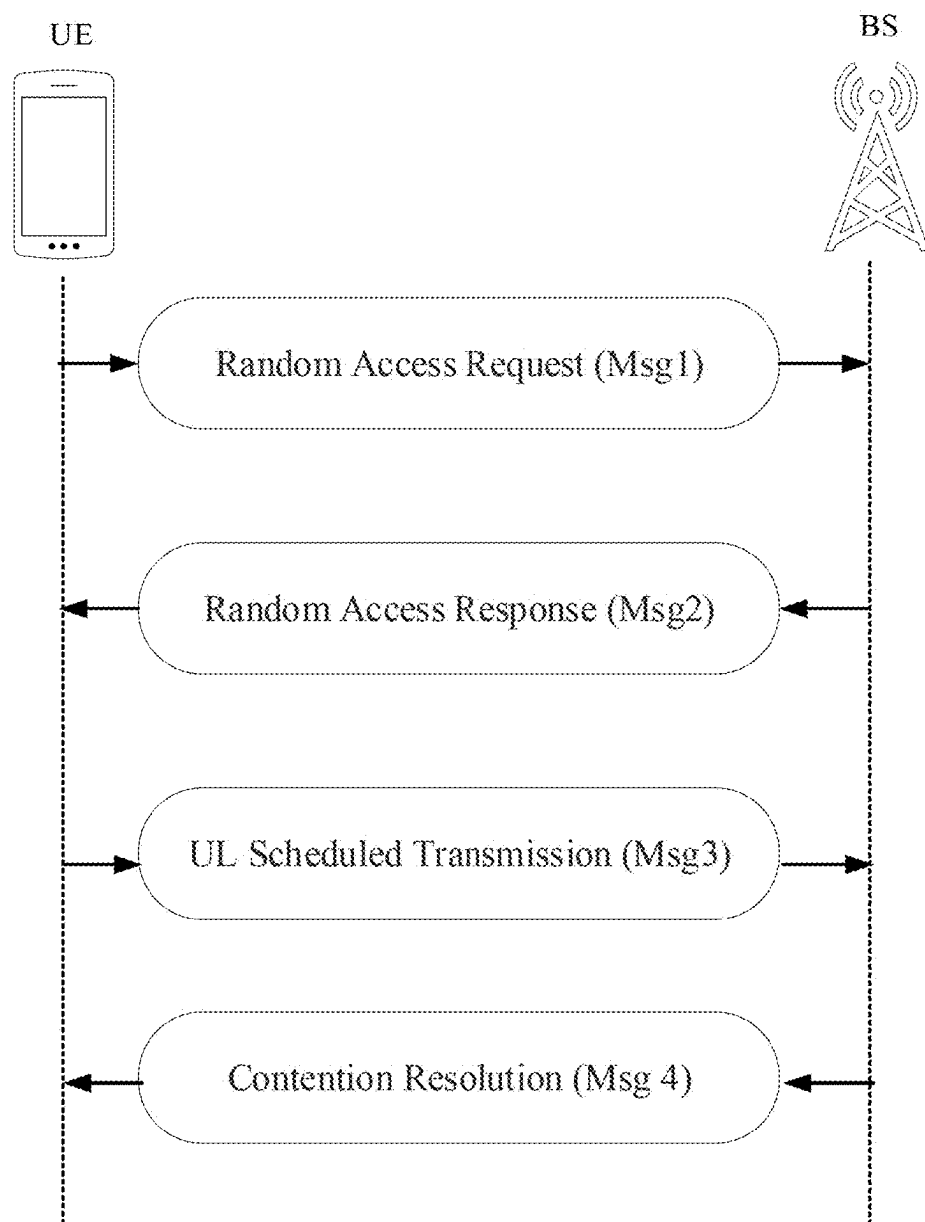 UE
BS
Random Access Request (Msg1)
Random Access Response (Msg2)
UL Scheduled Transmission (Msg3)
Contention Resolution (Msg 4)